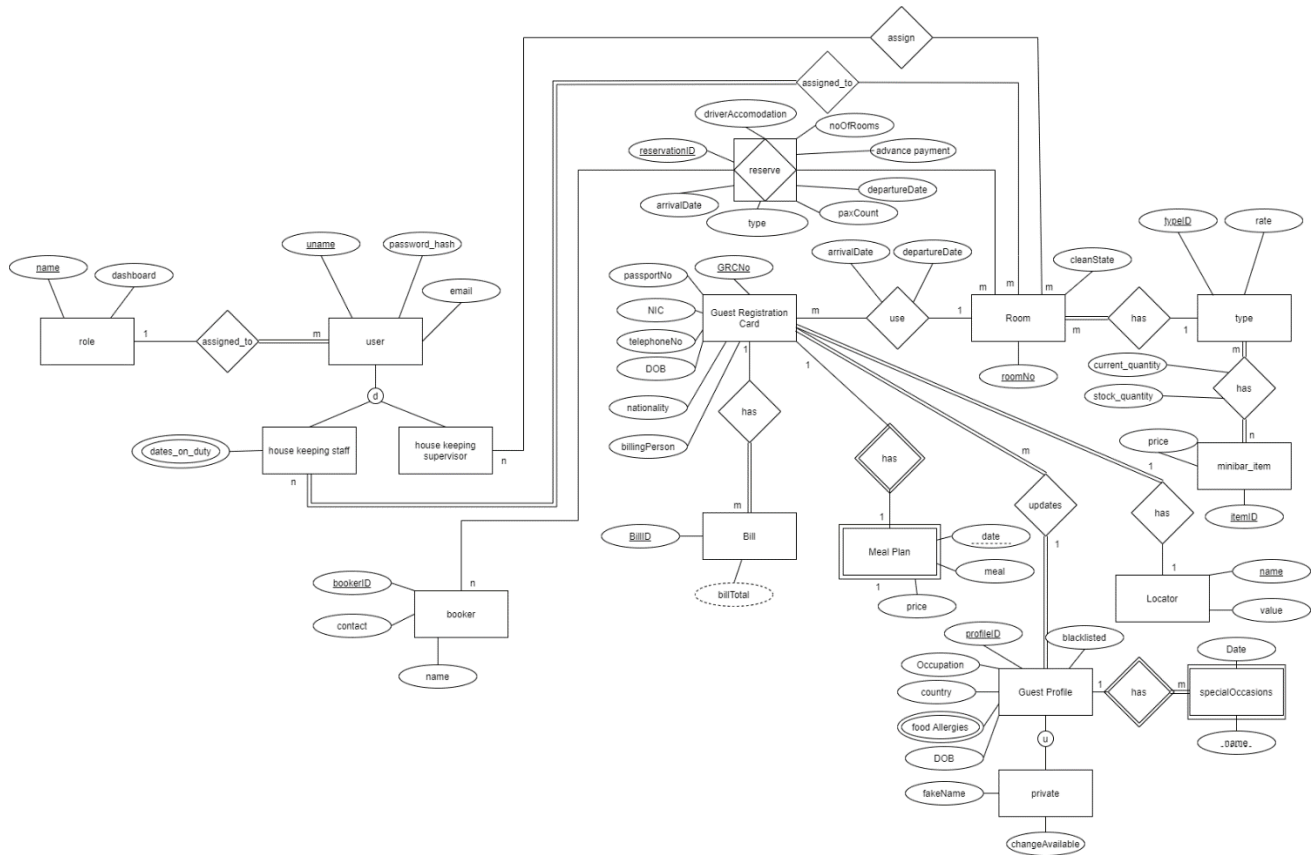 assign
assigned_to
driverAccomodation
noOfRooms
reservationID
advance payment
reserve
departureDate
arrivalDate
type
paxCount
uname
password_hash
name
dashboard
email
role
1
assigned_to
m
user
d
dates_on_duty
house keeping staff
n
house keeping
supervisor
n
bookerID
n
contact
booker
name
passportNo
GRCNo
NIC
telephoneNo
DOB
nationality
billingPerson
Guest Registration
Card
m
arrivalDate
departureDate
use
1
m
m
m
cleanState
Room
m
roomNo
has
1
typeID
rate
type
m
current_quantity
stock_quantity
has
n
price
minibar_item
itemID
1
has
m
BillID
Bill
billTotal
1
has
1
Meal Plan
1
date
meal
price
m
updates
1
1
has
1
Locator
name
value
profileID
blacklisted
Occupation
country
food Allergies
DOB
Guest Profile
1
has
m
Date
specialOccasions
name
u
fakeName
private
changeAvailable